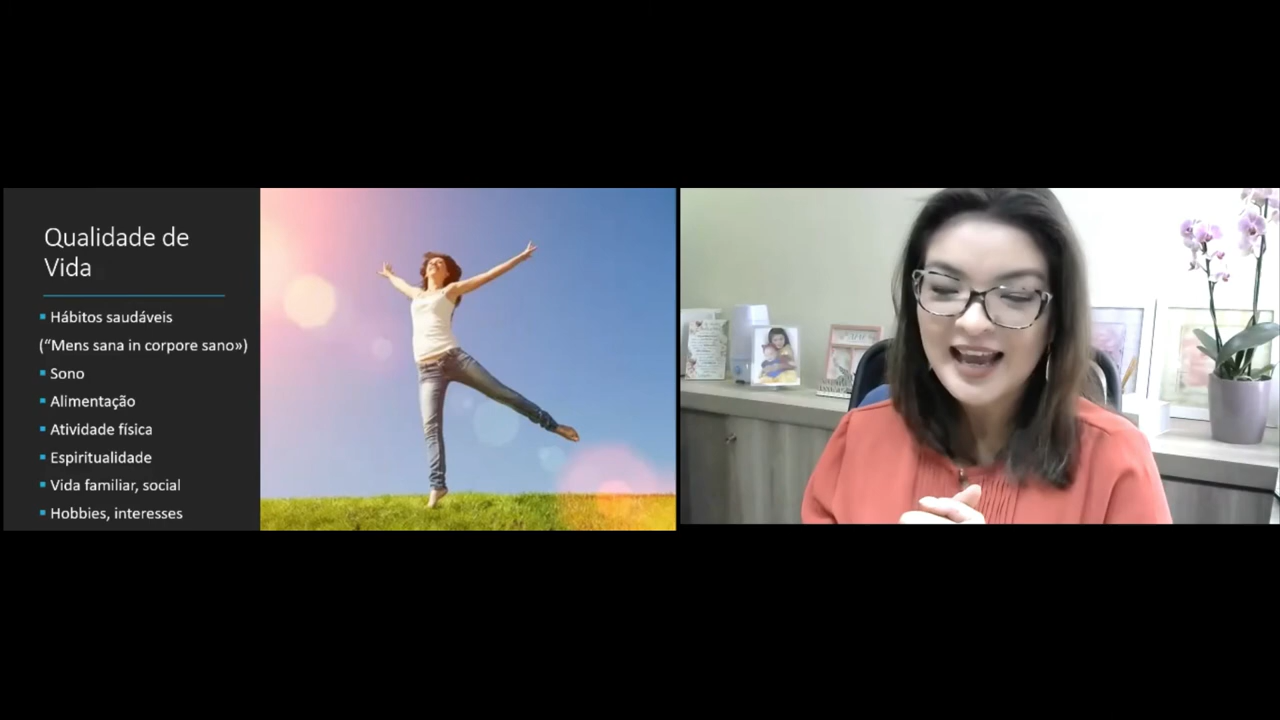 Qualidade de
Vida
Hábitos saudáveis
(“Mens sana in corpore sano»)
Sono
Alimentação
Atividade física
Espiritualidade
Vida familiar, social
Hobbies, interesses